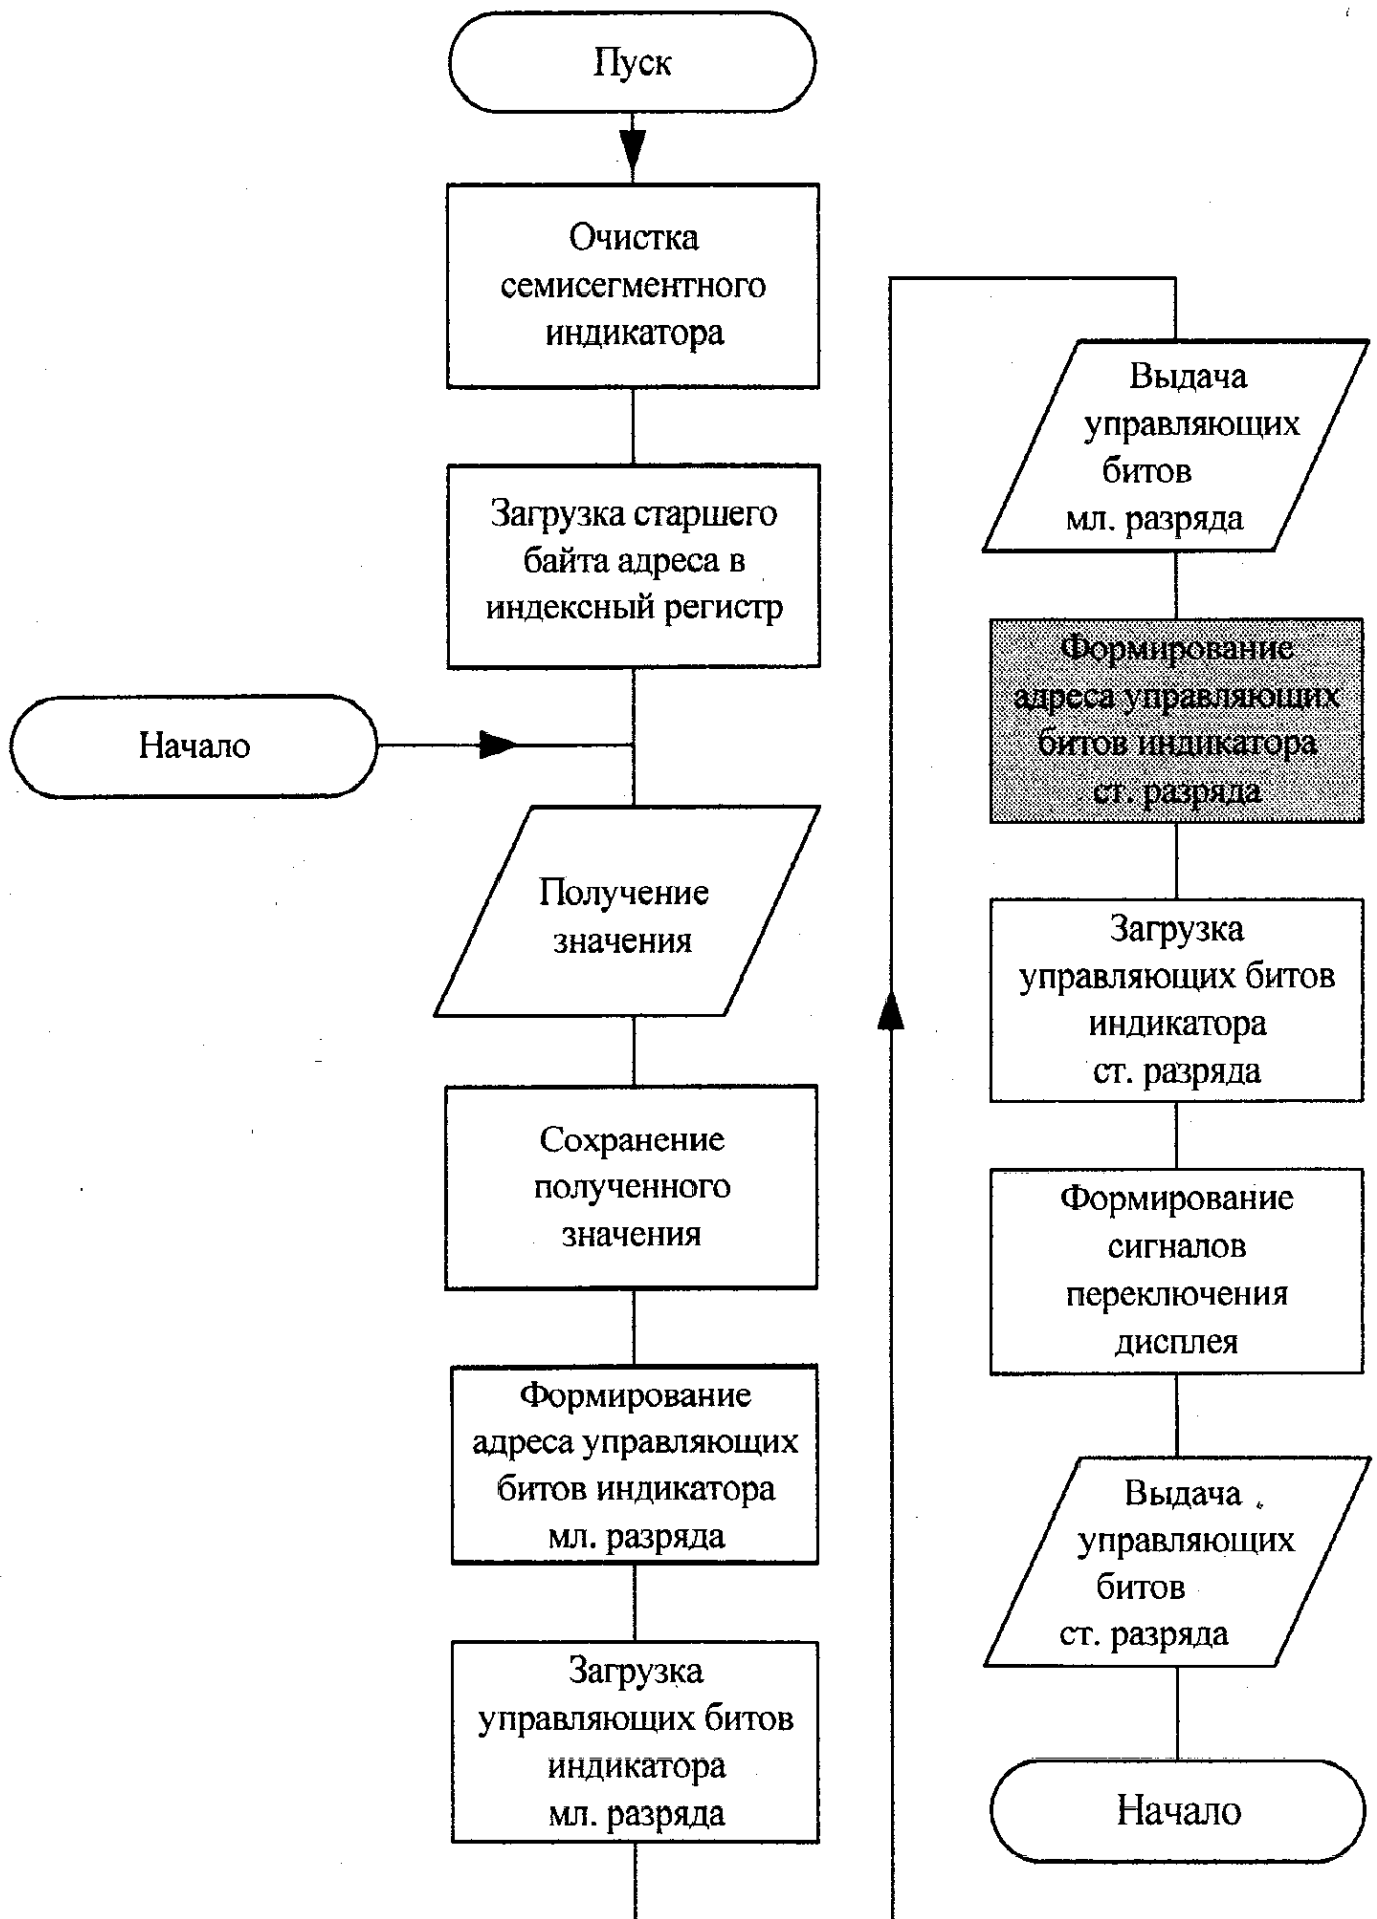 Пуск
Очистка
семисегментного
индикатора
Загрузка старшего
байта адреса в
индексный регистр
Начало
Получение
значения
Сохранение
полученного
значения
Формирование
адреса управляющих
битов индикатора
мл. разряда
Загрузка
управляющих битов
индикатора
мл. разряда
Выдача
управляющих
битов
мл. разряда
Формирование
адреса управляющих
битов индикатора
ст. разряда
Загрузка
управляющих битов
индикатора
ст. разряда
Формирование
сигналов
переключения
дисплея
Выдача
управляющих
битов
ст. разряда
Начало